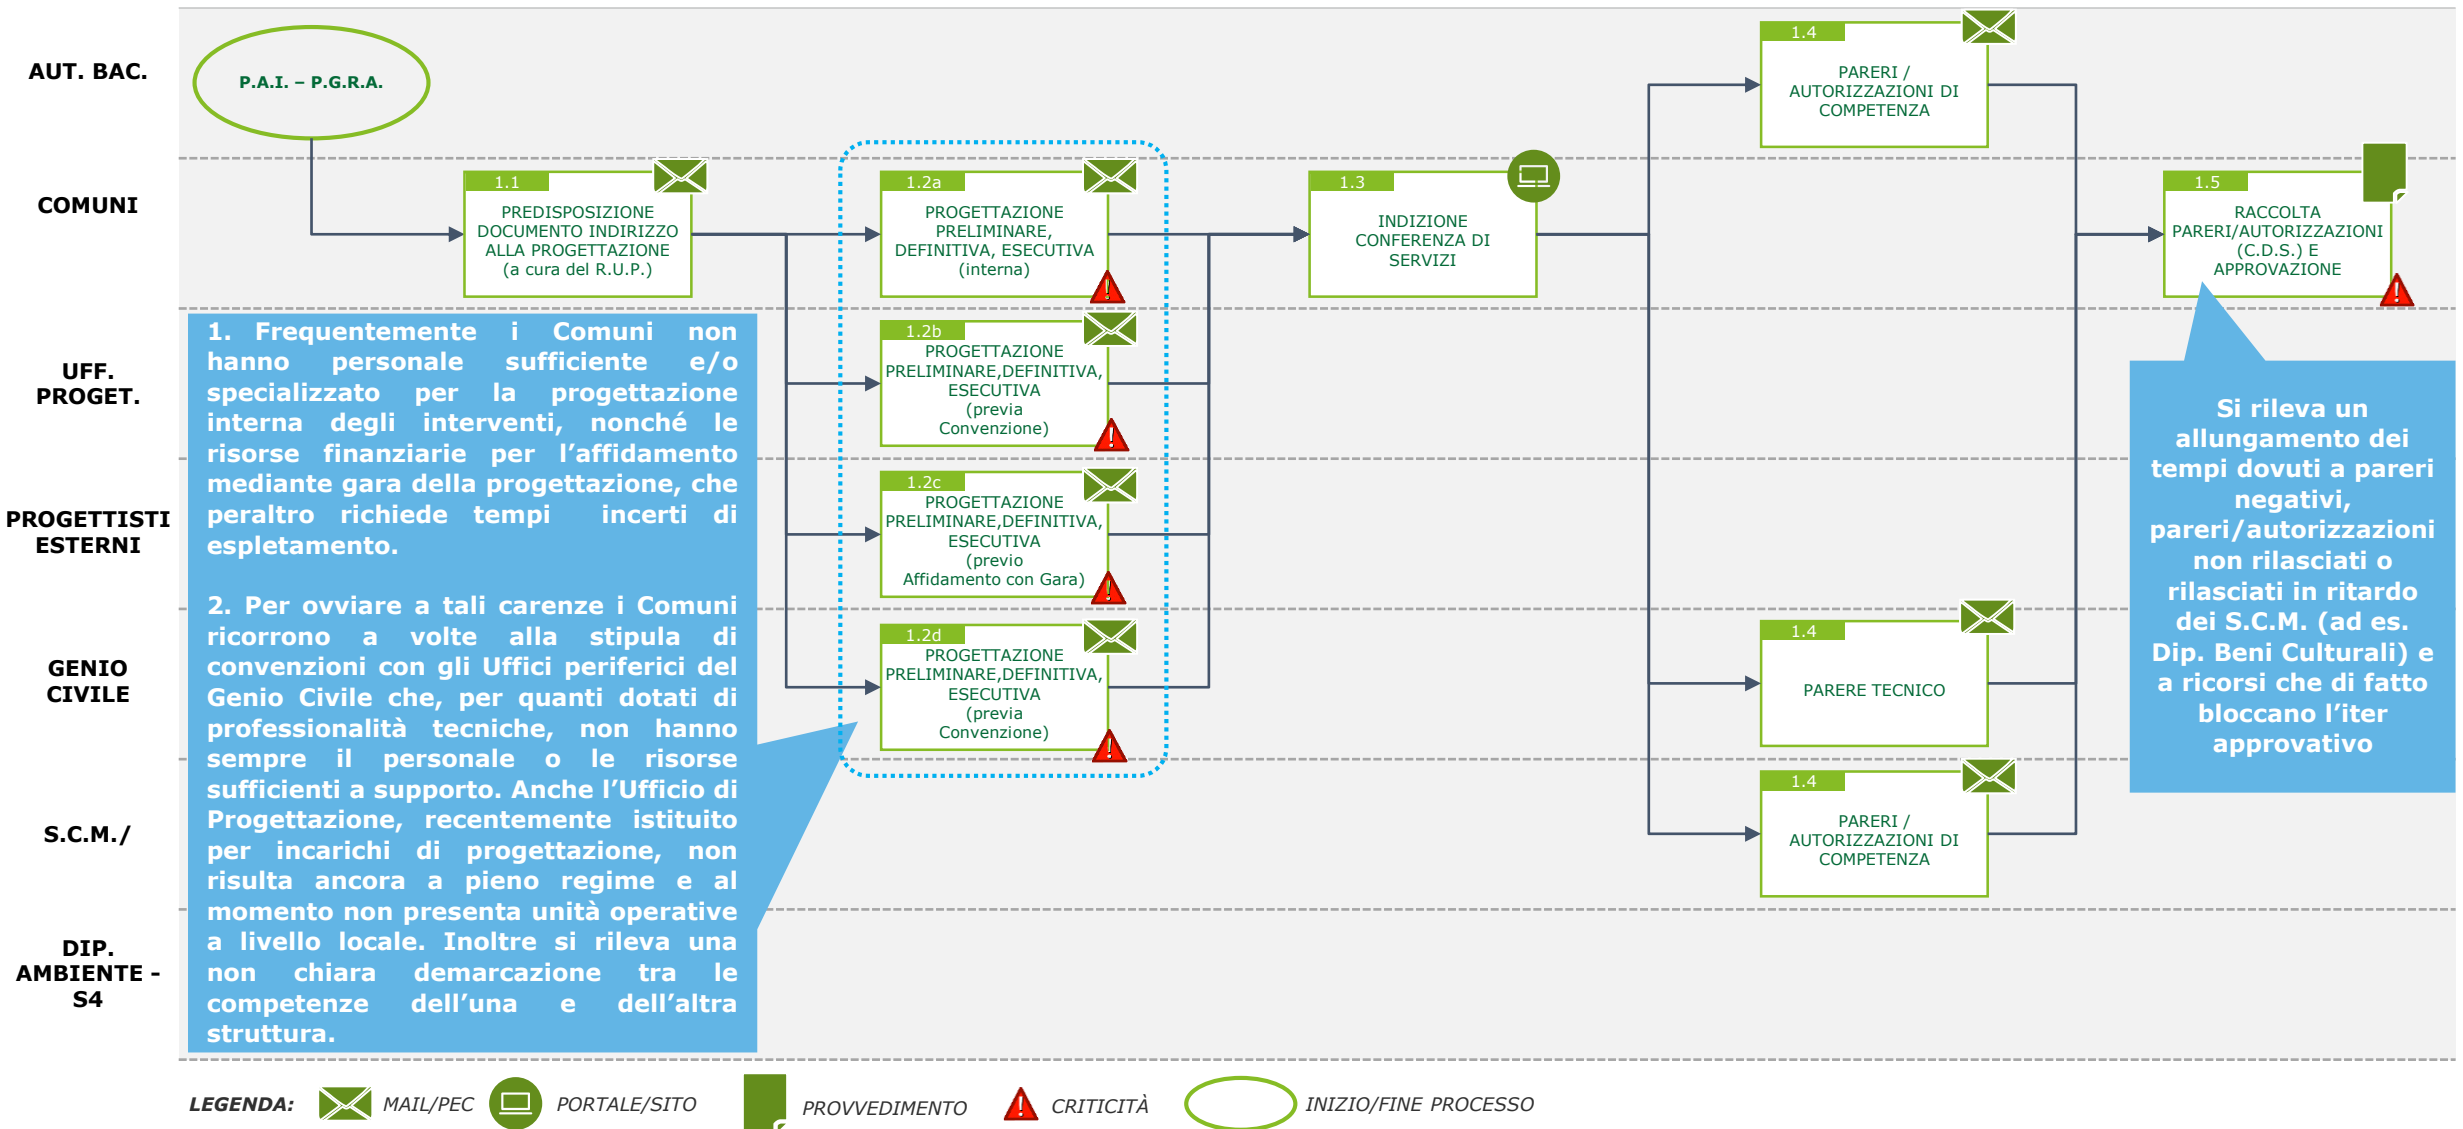 AUT. BAC.
P.A.I. – P.G.R.A.
1.4
PARERI /
AUTORIZZAZIONI DI
COMPETENZA
COMUNI
1.1
PREDISPOSIZIONE
DOCUMENTO INDIRIZZO
ALLA PROGETTAZIONE
(a cura del R.U.P.)
1.2a
PROGETTAZIONE
PRELIMINARE,
DEFINITIVA, ESECUTIVA
(interna)
1.3
INDIZIONE
CONFERENZA DI
SERVIZI
1.5
RACCOLTA
PARERI/AUTORIZZAZIONI
(C.D.S.) E
APPROVAZIONE
UFF.
PROGET.
1.2b
PROGETTAZIONE
PRELIMINARE,DEFINITIVA,
ESECUTIVA
(previa
Convenzione)
PROGETTISTI
ESTERNI
1.2c
PROGETTAZIONE
PRELIMINARE,DEFINITIVA,
ESECUTIVA
(previo
Affidamento con Gara)
GENIO
CIVILE
1.2d
PROGETTAZIONE
PRELIMINARE,DEFINITIVA,
ESECUTIVA
(previa
Convenzione)
1.4
PARERE TECNICO
S.C.M./
1.4
PARERI /
AUTORIZZAZIONI DI
COMPETENZA
DIP.
AMBIENTE -
S4
1. Frequentemente i Comuni non
hanno personale sufficiente e/o
specializzato per la progettazione
interna degli interventi, nonché le
risorse finanziarie per l’affidamento
mediante gara della progettazione, che
peraltro richiede tempi incerti di
espletamento.
2. Per ovviare a tali carenze i Comuni
ricorrono a volte alla stipula di
convenzioni con gli Uffici periferici del
Genio Civile che, per quanti dotati di
professionalità tecniche, non hanno
sempre il personale o le risorse
sufficienti a supporto. Anche l’Ufficio di
Progettazione, recentemente istituito
per incarichi di progettazione, non
risulta ancora a pieno regime e al
momento non presenta unità operative
a livello locale. Inoltre si rileva una
non chiara demarcazione tra le
competenze dell’una e dell’altra
struttura.
Si rileva un
allungamento dei
tempi dovuti a pareri
negativi,
pareri/autorizzazioni
non rilasciati o
rilasciati in ritardo
dei S.C.M. (ad es.
Dip. Beni Culturali) e
a ricorsi che di fatto
bloccano l’iter
approvativo
LEGENDA:
MAIL/PEC
PORTALE/SITO
PROVVEDIMENTO
CRITICITÀ
INIZIO/FINE PROCESSO